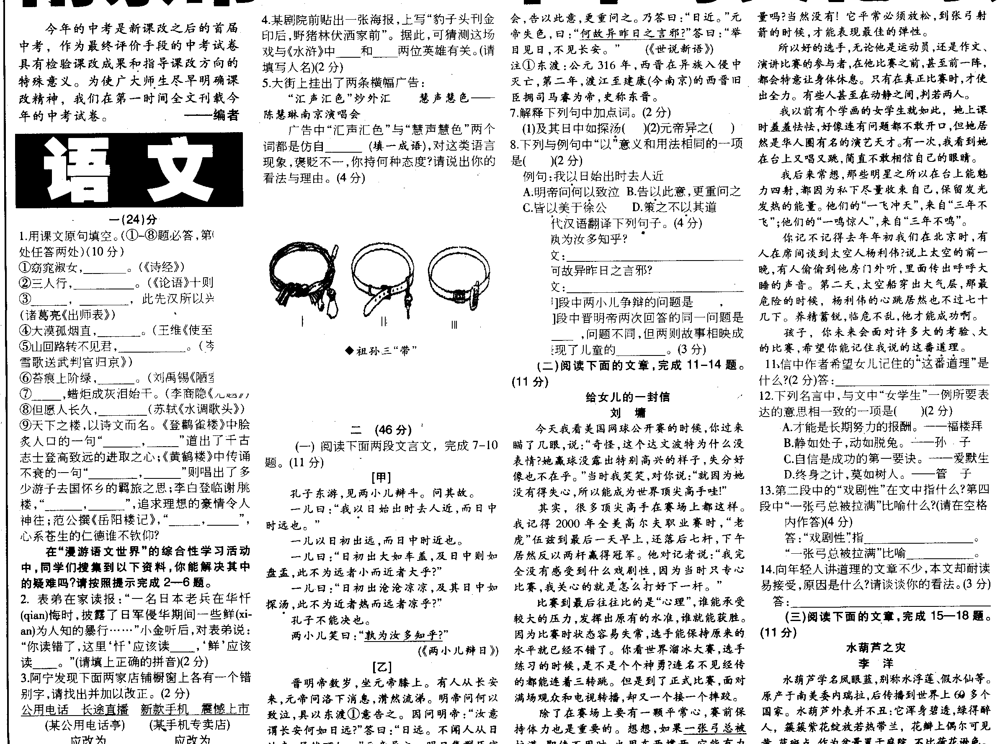 今年的中考是新课改之后的首届
中考，作为最终评价手段的中考试卷
具有检验课改成果和指导课改方向的
特殊意义。为使广大师生尽早明确课
改精神，我们在第一时间全文刊载今
年的中考试卷。 ——编者
语 文
一(24)分
1.用课文原句填空。(①–⑧题必答，第
处任答两处)(10分)
①窈窕淑女，______。(《诗经》)
②三人行，________。(《论语》十则
③______，________，此先汉所以兴
(诸葛亮《出师表》)
④大漠孤烟直，______。(王维《使至
⑤山回路转不见君，__________。(岑
雪歌送武判官归京》)
⑥苔痕上阶绿，______。(刘禹锡《陋室
⑦____，蜡炬成灰泪始干。(李商隐《无题》)
⑧但愿人长久，________(苏轼《水调歌头》)
⑨天下之楼，以诗文而名。《登鹳雀楼》中脍
炙人口的一句“______，_____”道出了千古
志士登高致远的进取之心；《黄鹤楼》中传诵
不衰的一句“________，______”则唱出了多
少游子去国怀乡的羁旅之思；李白登临谢朓
楼，“______，______”，追求理想的豪情令人
神往；范公撰《岳阳楼记》，“_____，_____”，
心系苍生的仁德谁不钦仰?
在“漫游语文世界”的综合性学习活动
中，同学们搜集到以下资料，你能解决其中
的疑难吗?请按照提示完成2—6题。
2. 表弟在家读报：“一名日本老兵在华忏
(qian)悔时，披露了日军侵华期间一些鲜(xi-
an)为人知的暴行……”小金听后，对表弟说：
“你读错了，这里‘忏’应该读____，‘鲜’应该
读____。”(请填上正确的拼音)(2分)
3.阿宁发现下面两家店铺橱窗上各有一个错
别字，请找出并加以改正。(2分)
公用电话 长途直播 新款手机 震憾上市
(某公用电话亭) (某手机专卖店)
应改为 应改为
4.某剧院前贴出一张海报，上写“豹子头刊金
印后，野猪林伏洒家前”。据此，可猜测这场
戏与《水浒》中____和____两位英雄有关。(请
填写人名)(2分)
5.大街上挂出了两条横幅广告：
“汇声汇色”炒外汇 慧声慧色——
陈慧琳南京演唱会
广告中“汇声汇色”与“慧声慧色”两个
词都是仿自______ (填一成语)，对这类语言
现象，褒贬不一，你持何种态度?请说出你的
看法与理由。(4分)
I II III
◆祖孙三“带”
二 (46分)
(一) 阅读下面两段文言文，完成7-10
题。(11分)
[甲]
孔子东游，见两小儿辩斗。问其故。
一儿曰：“我以日始出时去人近，而日中
时远也。”
一儿以日初出远，而日中时近也。
一儿曰：“日初出大如车盖，及日中则如
盘盂，此不为远者小而近者大乎?”
一儿曰：“日初出沧沧凉凉，及其日中如
探汤，此不为近者热而远者凉乎?”
孔子不能决也。
两小儿笑曰：“孰为汝多知乎?”
(《两小儿辩日》)
[乙]
晋明帝数岁，坐元帝膝上。有人从长安
来，元帝问洛下消息，潸然流涕。明帝问何以
致泣，具以东渡①意告之。因问明帝：“汝意
谓长安何如日远?”答曰：“日远。不闻人从日
会，告以此意，更重问之。乃答曰：“日近。”元
帝失色，曰：“何故异昨日之言邪?”答曰：“举
目见日，不见长安。” (《世说新语》)
注①东渡：公元316年，西晋在异族入侵中
灭亡，第二年，渡江至建康(今南京)的西晋旧
臣拥司马睿为帝，史称东晋。
7.解释下列句中加点词。(2分)
(1)及其日中如探汤( )(2)元帝异之( )
8.下列与例句中“以”意义和用法相同的一项
是( )(2分)
例句：我以日始出时去人近
A.明帝问何以致泣 B.告以此意，更重问之
C.皆以美于徐公 D.策之不以其道
代汉语翻译下列句子。(4分)
孰为汝多知乎?
文：__________
何故异昨日之言邪?
文：__________
]段中两小儿争辩的问题是 ，
]段中晋明帝两次回答的同一问题是
____，问题不同，但两则故事相映成
表现了儿童的________。(3分)
(二)阅读下面的文章，完成11-14题。
(11分)
给女儿的一封信
刘 墉
今天我看美国网球公开赛的时候，你过来
瞄了几眼，说：“奇怪，这个达文波特为什么没
表情?她赢球没露出特别高兴的样子，失分好
像也不在乎。”当时我笑笑，对你说：“就因为她
没有得失心，所以能成为世界顶尖高手哇!”
其实，很多顶尖高手在赛场上都这样。
我记得2000年全美高尔夫职业赛时，“老
虎”伍兹到最后一天早上，还落后七杆，下午
居然反以两杆赢得冠军。他对记者说：“我完
全没有感受到什么戏剧性，因为当时只专心
比赛，我关心的就是怎么打好下一杆。”
比赛到最后往往比的是“心理”，谁能承受
较大的压力，发挥出原有的水准，谁就能获胜。
因为比赛时状态容易失常，选手能保持原来的
水平就已经不错了。你看世界溜冰大赛，选手
练习的时候，是不是个个神勇?连名不见经传
的都能连着三转跳。但是到了正式比赛，面对
满场观众和电视转播，却又一个接一个摔跤。
除了在赛场上要有一颗平常心，赛前保
持体力也是重要的。想想，如果一张弓总被
量吗?当然没有! 它平常必须放松，到张弓射
箭的时候，才能表现最佳的弹性。
所以好的选手，无论他是运动员，还是作文、
演讲比赛的参与者，在他比赛之前，甚至前一阵，
都会特意让身体休息。只有在真正比赛时，才使
出全力。有些人甚至在动静之间，判若两人。
我以前有个学画的女学生就如此，她上课
时羞羞怯怯，好像连有问题都不敢开口，但她居
然是华人圈有名的演艺天才。有一次，我看到她
在台上又唱又跳，简直不敢相信自己的眼睛。
我后来常想，那些明星之所以在台上能魅
力四射，都因为私下尽量收束自己，保留发光
发热的能量。他们的“一飞冲天”，来自“三年不
飞”；他们的“一鸣惊人”，来自“三年不鸣”。
你记不记得去年年初我们在北京时，有
人在席间谈到太空人杨利伟?说上太空的前一
晚，有人偷偷到他房门外听，里面传出呼呼大
睡的声音。第二天，太空船穿出大气层，那最
危险的时候，杨利伟的心跳居然也不过七十
几下。养精蓄锐，临危不乱，他才能成功啊。
孩子，你未来会面对许多大的考验、大
的比赛，希望你能记住我说的这番道理。
11.信中作者希望女儿记住的“这番道理”是
什么?(2分)答：__________
12.下列名言中，与文中“女学生”一例所要表
达的意思相一致的一项是( )(2分)
A.才能是长期努力的报酬。——福楼拜
B.静如处子，动如脱兔。——孙 子
C.自信是成功的第一要诀。——爱默生
D.终身之计，莫如树人。——管 子
13.第二段中的“戏剧性”在文中指什么?第四
段中“一张弓总被拉满”比喻什么?(请在空格
内作答)(4分)
答：“戏剧性”指__________。
“一张弓总被拉满”比喻__________。
14.向年轻人讲道理的文章不少，本文却耐读
易接受，原因是什么?请谈谈你的看法。(3分)
答：__________
(三)阅读下面的文章，完成15—18题。
(11分)
水葫芦之灾
李 洋
水葫芦学名凤眼蓝，别称水浮莲、假水仙等。
原产于南美委内瑞拉，后传播到世界上60多个
国家。水葫芦外表并不丑：它浑身碧透，绿得醉
人，簇簇紫花绽放若热带兰，花瓣上偶尔可见